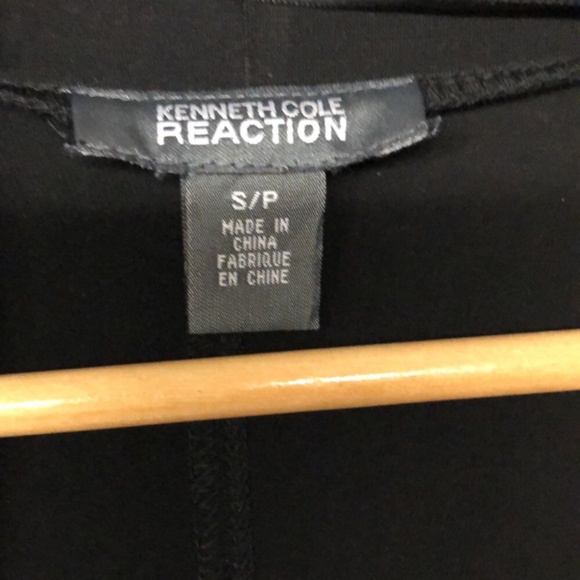 KENNETH COLE
REACTION
S/P
MADE IN
CHINA
FABRIQUE
EN CHINE